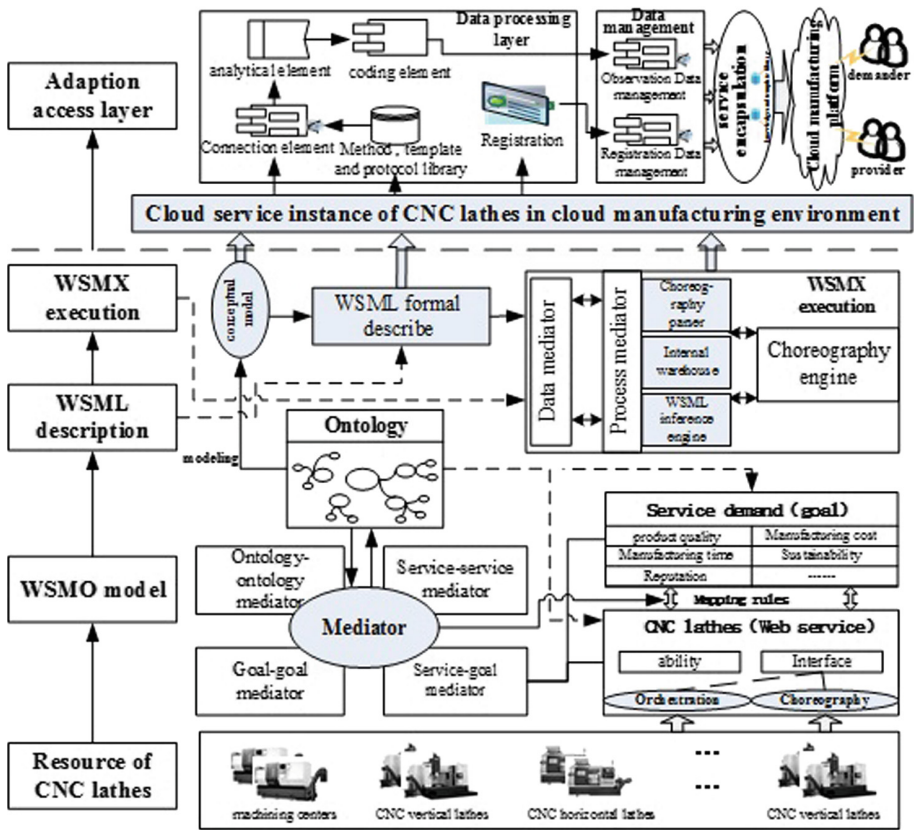 Adaption
access layer
WSMX
execution
WSML
description
WSMO model
Resource of
CNC lathes
Data processing
layer
analytical element
coding element
Connection element
Method, template
and protocol library
Registration
Data
management
Observation Data
management
Registration Data
management
service
encapsulation
Cloud manufacturing
platform
demander
provider
Cloud service instance of CNC lathes in cloud manufacturing environment
conceptual
model
WSML formal
describe
WSMX
execution
Data mediator
Process mediator
Choreog-
raphy
parser
Internal
warehouse
WSML
inference
engine
Choreography
engine
modeling
Ontology
Ontology-
ontology
mediator
Service-service
mediator
Mediator
Goal-goal
mediator
Service-goal
mediator
Service demand (goal)
product quality
Manufacturing cost
Manufacturing time
Sustainability
Reputation
------
Mapping rules
CNC lathes (Web service)
ability
Interface
Orchestration
Choreography
machining centers
CNC vertical lathes
CNC horizontal lathes
...
...
CNC vertical lathes